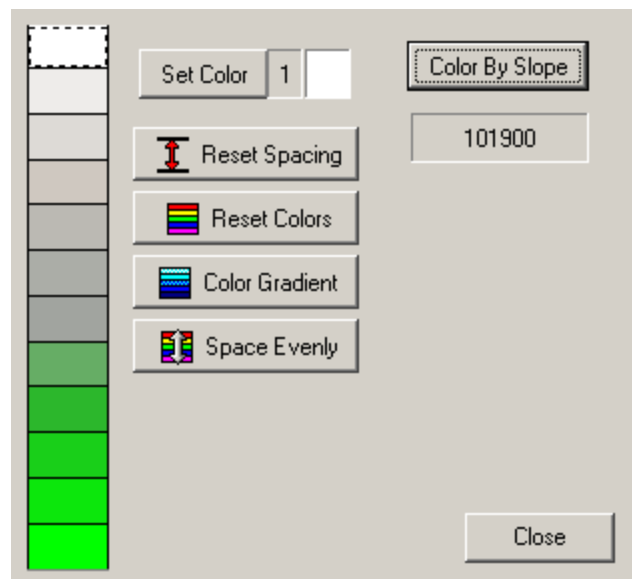 Set Color 1
Color By Slope
101900
Reset Spacing
Reset Colors
Color Gradient
Space Evenly
Close